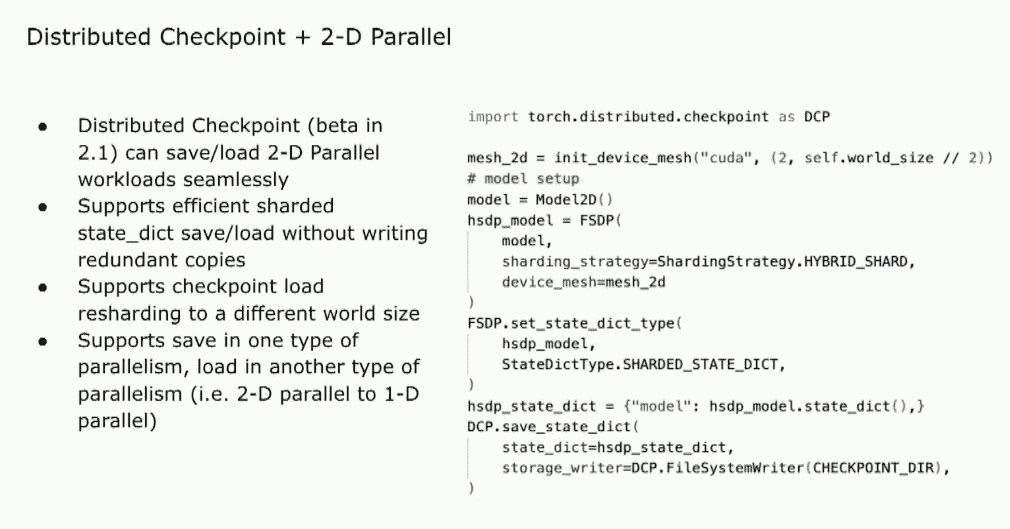 Distributed Checkpoint + 2-D Parallel
● Distributed Checkpoint (beta in
2.1) can save/load 2-D Parallel
workloads seamlessly
● Supports efficient sharded
state_dict save/load without writing
redundant copies
● Supports checkpoint load
resharding to a different world size
● Supports save in one type of
parallelism, load in another type of
parallelism (i.e. 2-D parallel to 1-D
parallel)
import torch.distributed.checkpoint as DCP
mesh_2d = init_device_mesh("cuda", (2, self.world_size // 2))
# model setup
model = Model2D()
hsdp_model = FSDP(
    model,
    sharding_strategy=ShardingStrategy.HYBRID_SHARD,
    device_mesh=mesh_2d
)
FSDP.set_state_dict_type(
    hsdp_model,
    StateDictType.SHARDED_STATE_DICT,
)
hsdp_state_dict = {"model": hsdp_model.state_dict(),}
DCP.save_state_dict(
    state_dict=hsdp_state_dict,
    storage_writer=DCP.FileSystemWriter(CHECKPOINT_DIR),
)